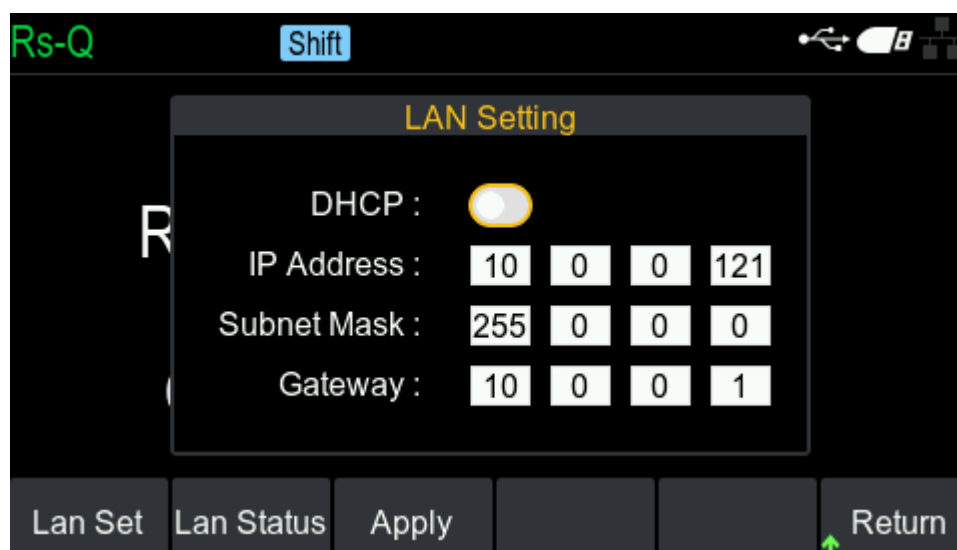 Rs-Q Shift
LAN Setting
DHCP :
R
IP Address : 10 0 0 121
Subnet Mask : 255 0 0 0
Gateway : 10 0 0 1
Lan Set Lan Status Apply Return